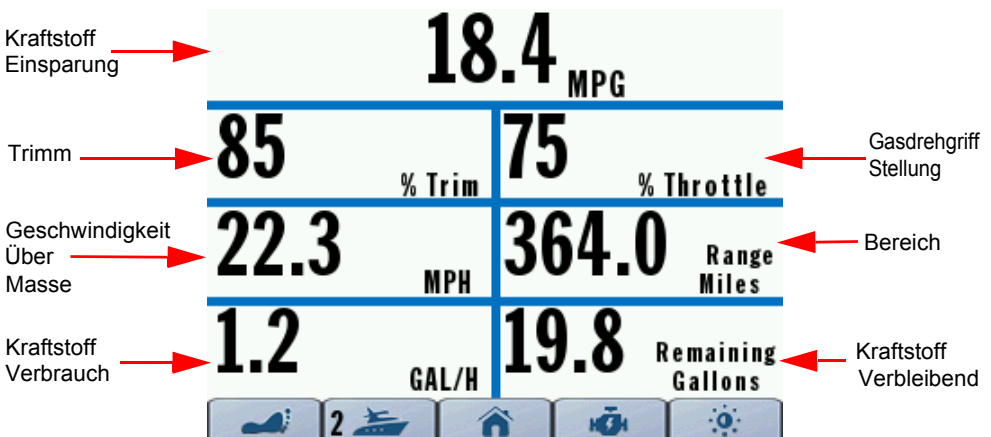 Kraftstoff
Einsparung
18.4 MPG
Trimm
85 % Trim
75 % Throttle
Gasdrehgriff
Stellung
Geschwindigkeit
Über
Masse
22.3 MPH
364.0 Range
Miles
Bereich
Kraftstoff
Verbrauch
1.2 GAL/H
19.8 Remaining
Gallons
Kraftstoff
Verbleibend
2